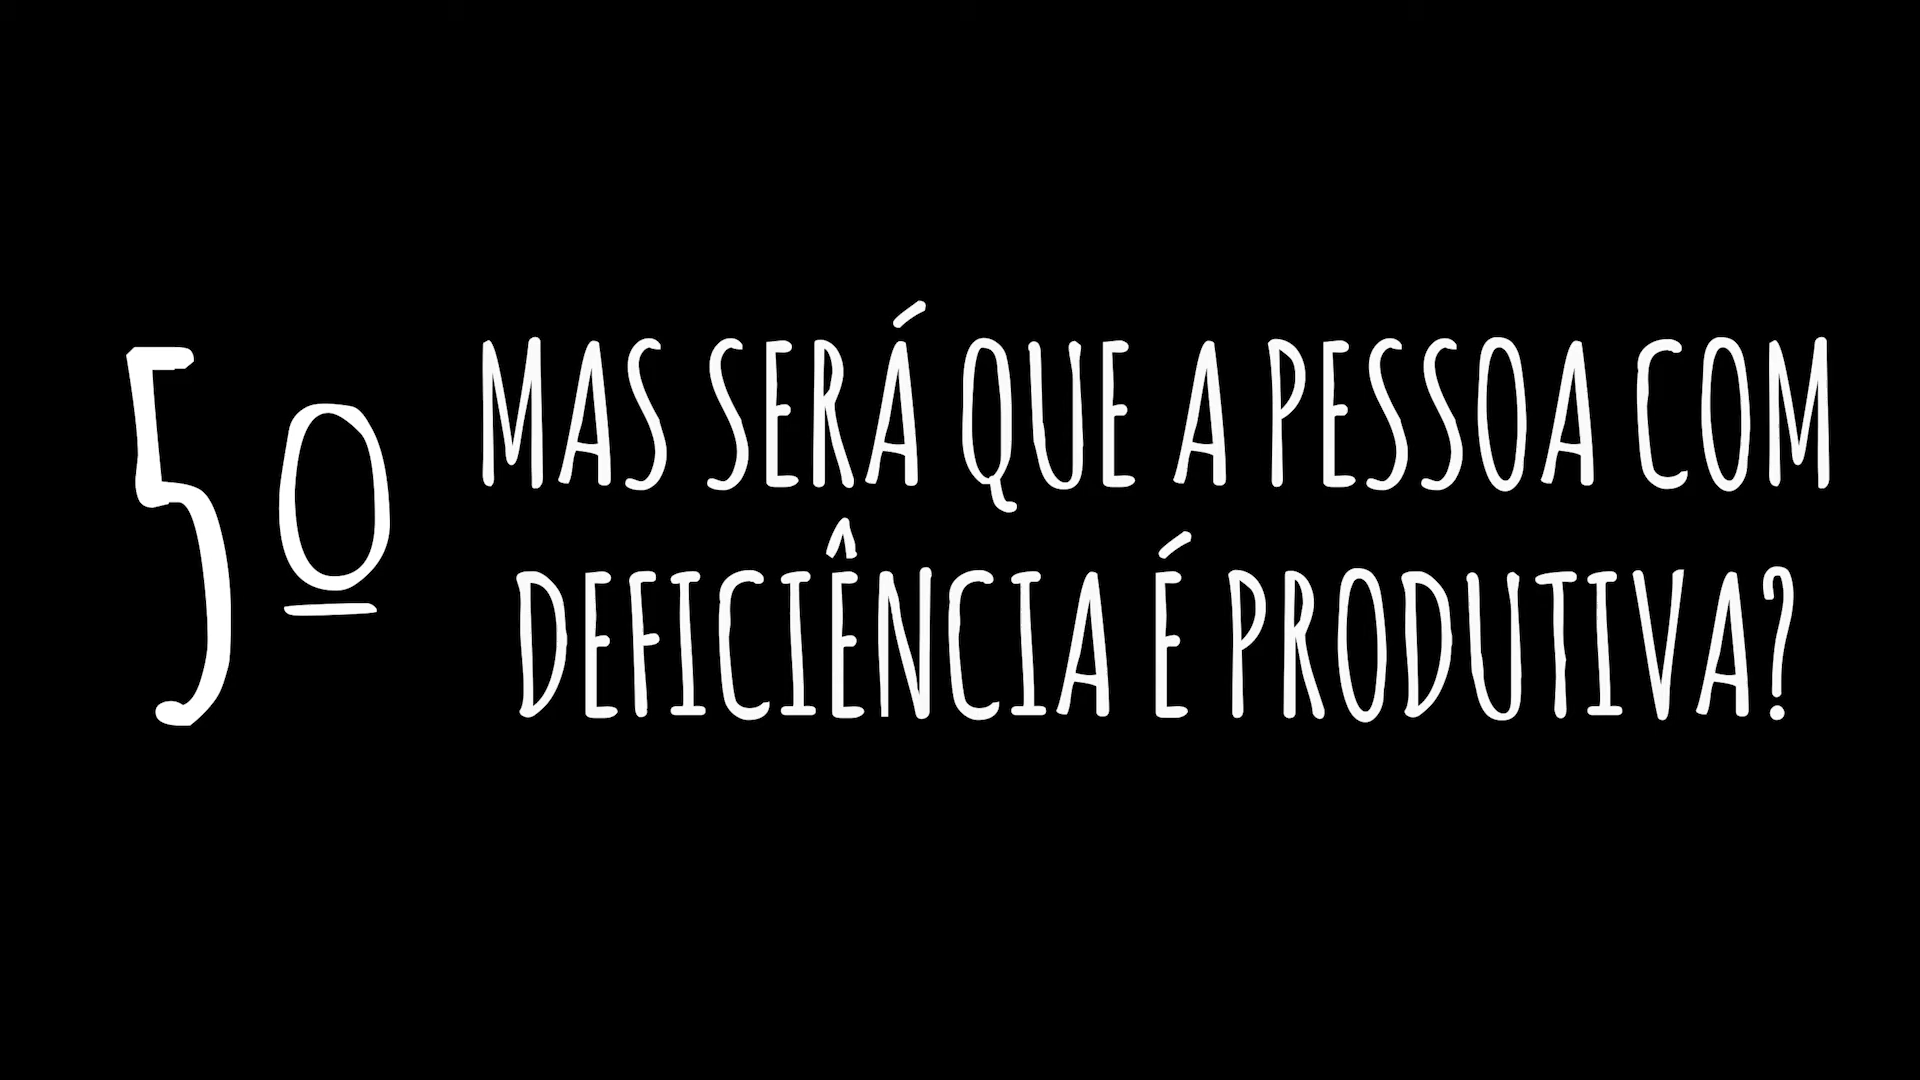 5º
MAS SERÁ QUE A PESSOA COM
DEFICIÊNCIA É PRODUTIVA?